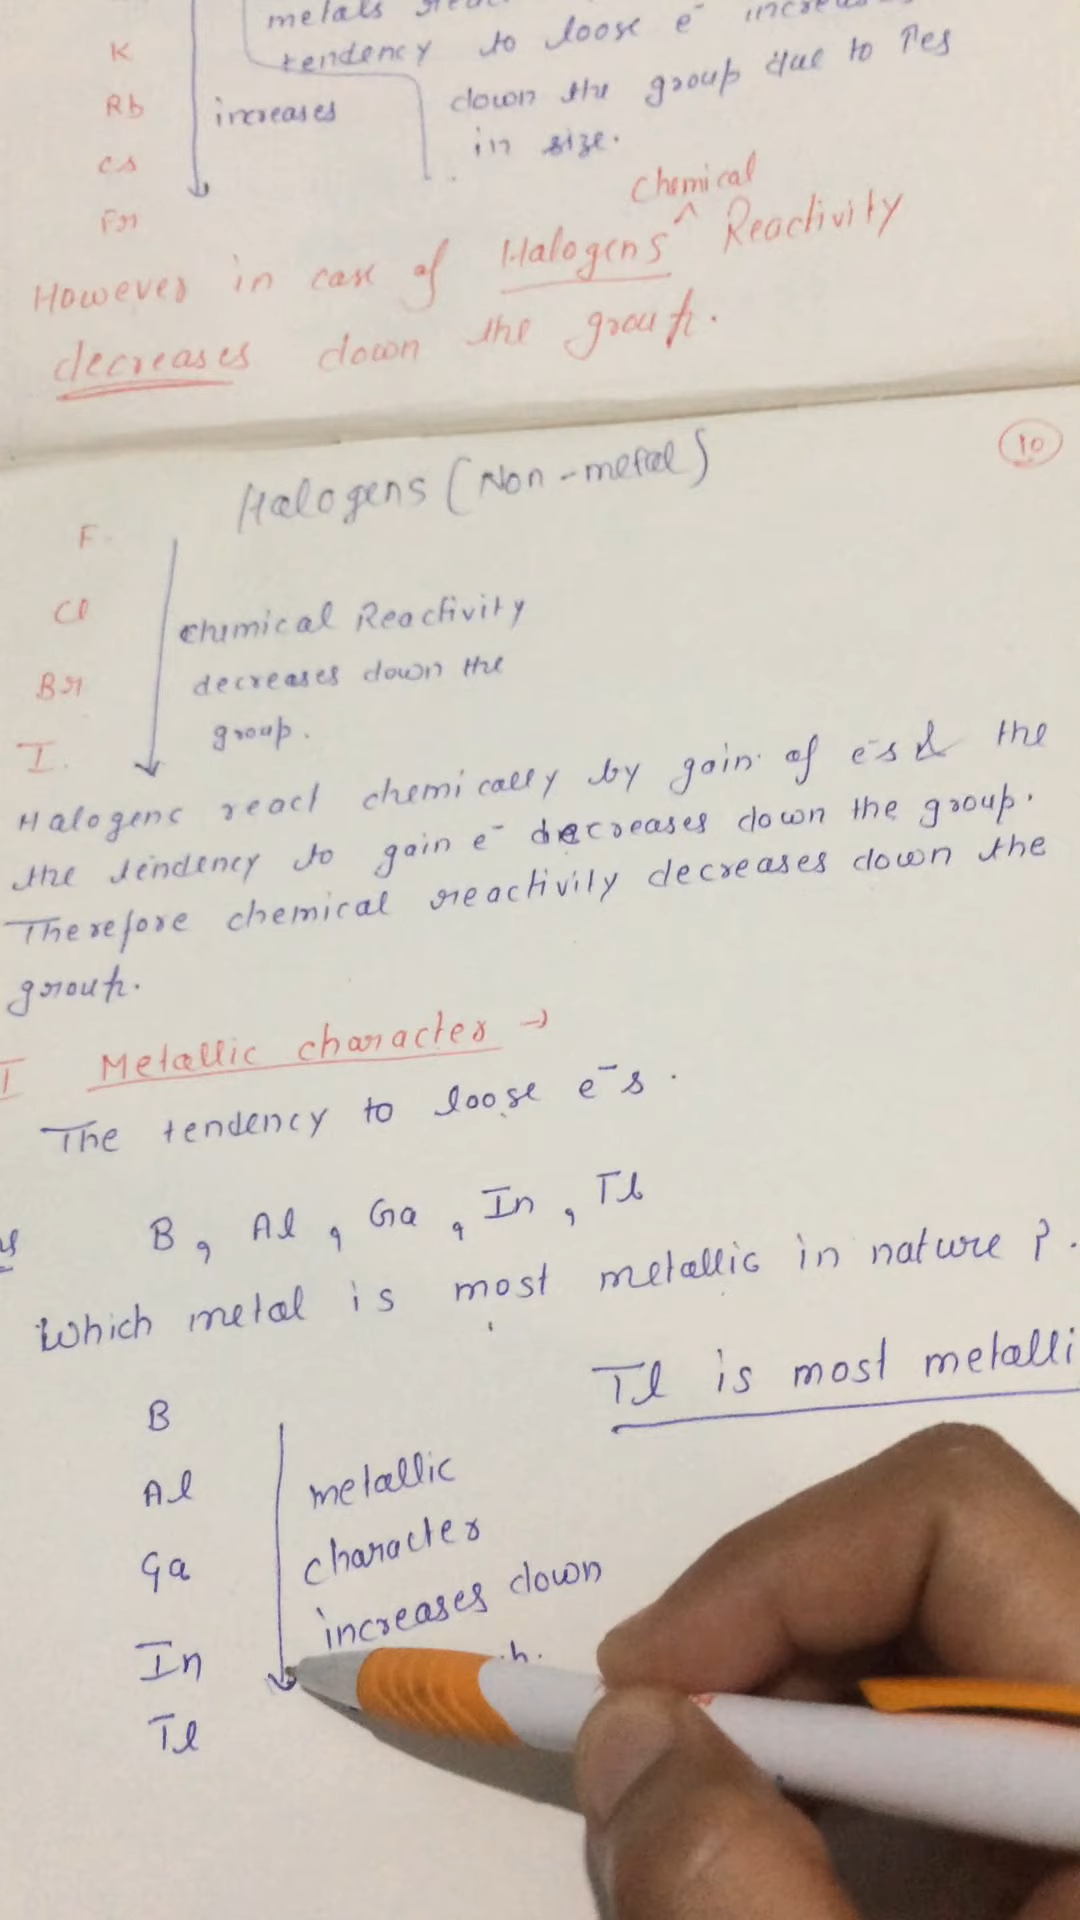 metals
K
tendency to loose e⁻
Rb
increases
down the group due to ↑es
in size.
Cs
Fr
Chemical
However in case of Halogens ^ Reactivity
decreases down the group.
10
Halogens (Non-metal)
F
Cl
Chemical Reactivity
Br
decreases down the
group.
I
Halogens react chemically by gain of e⁻s & the
the tendency to gain e⁻ decreases down the group.
Therefore chemical reactivity decreases down the
group.
I Metallic character →
The tendency to loose e⁻s.
B, Al, Ga, In, Tl
Which metal is most metallic in nature ?
Tl is most metalli
B
Al
metallic
Ga
character
increases down
In
Tl